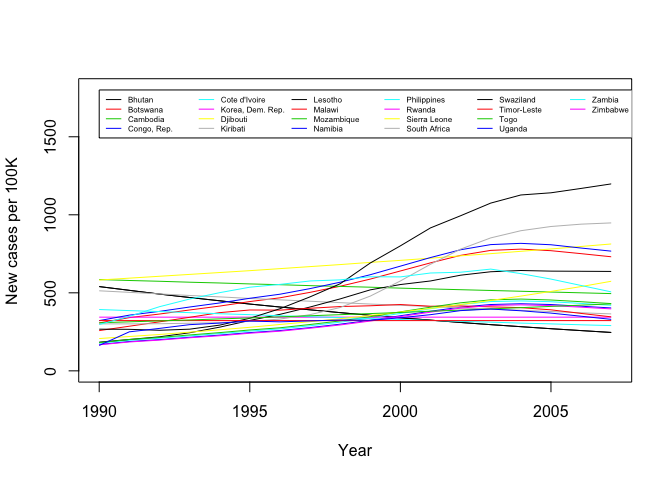 Bhutan Cote d'Ivoire Lesotho Philippines Swaziland Zambia
Botswana Korea, Dem. Rep. Malawi Rwanda Timor-Leste Zimbabwe
Cambodia Djibouti Mozambique Sierra Leone Togo
Congo, Rep. Kiribati Namibia South Africa Uganda
New cases per 100K
1500
1000
500
0
1990 1995 2000 2005
Year